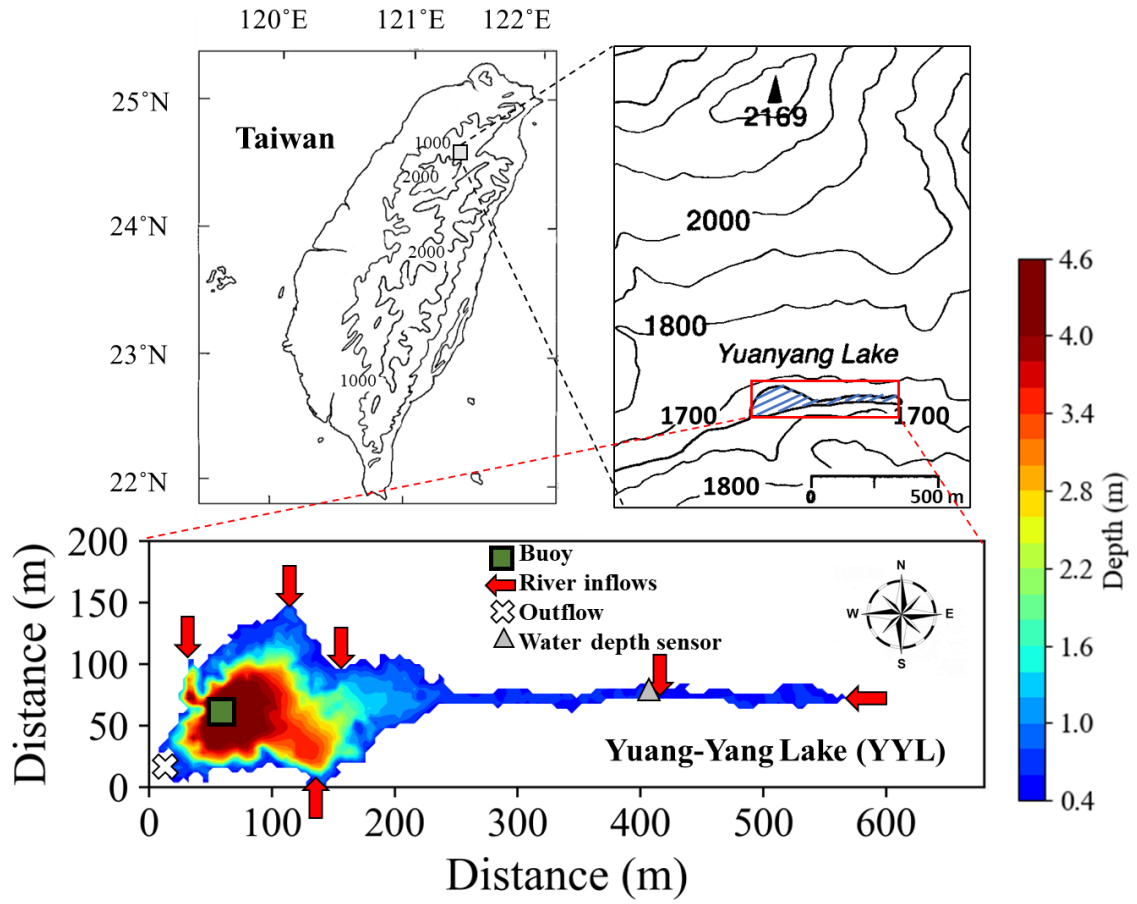 120°E 121°E 122°E
25°N
24°N
23°N
22°N
Taiwan
1000
2000
2000
1000
2169
2000
1800
Yuanyang Lake
1700 1700
1800
0 500 m
4.6
4.0
3.4
2.8
2.2
1.6
1.0
0.4
Depth (m)
200
150
100
50
0
Distance (m)
Buoy
River inflows
Outflow
Water depth sensor
N
W E
S
Yuang-Yang Lake (YYL)
0 100 200 300 400 500 600
Distance (m)